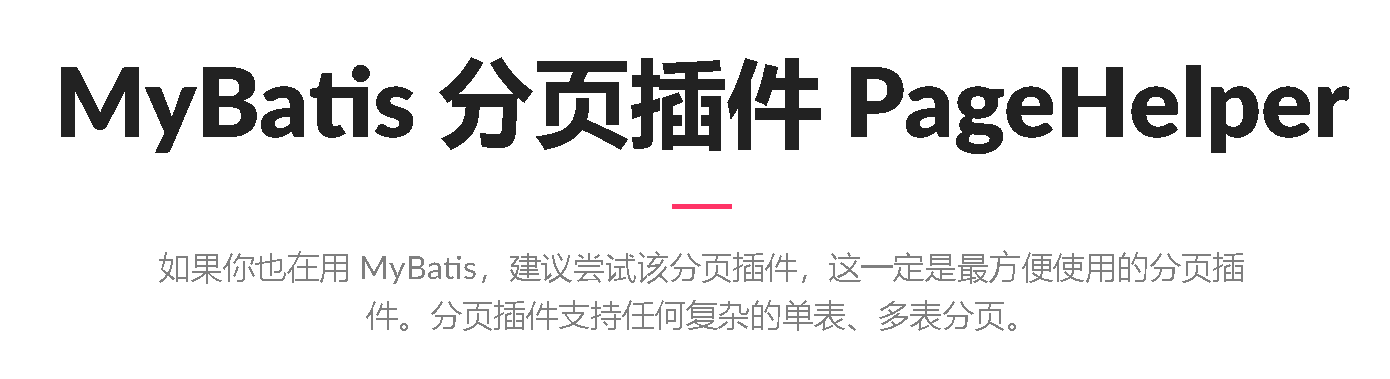 MyBatis 分页插件 PageHelper
如果你也在用 MyBatis，建议尝试该分页插件，这一定是最方便使用的分页插
件。分页插件支持任何复杂的单表、多表分页。